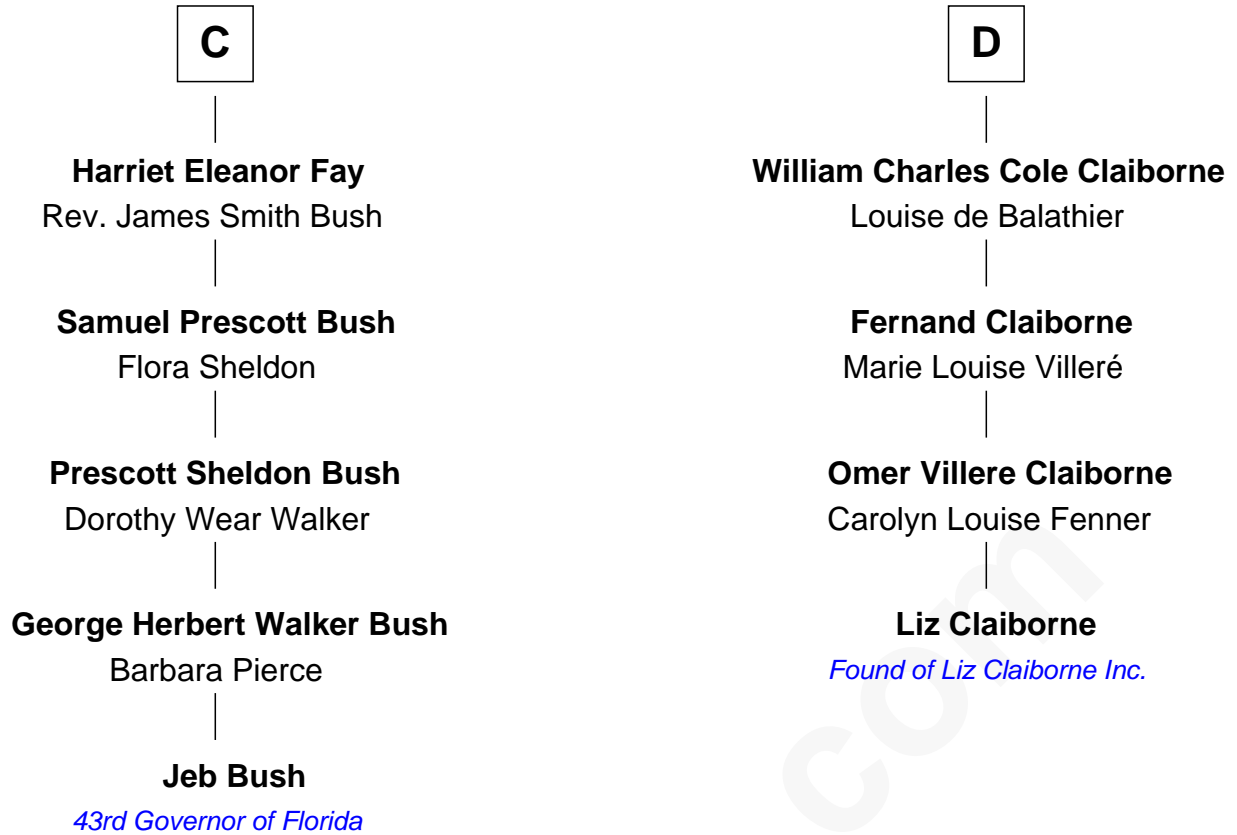 C
Harriet Eleanor Fay
Rev. James Smith Bush
Samuel Prescott Bush
Flora Sheldon
Prescott Sheldon Bush
Dorothy Wear Walker
George Herbert Walker Bush
Barbara Pierce
Jeb Bush
43rd Governor of Florida
D
William Charles Cole Claiborne
Louise de Balathier
Fernand Claiborne
Marie Louise Villeré
Omer Villere Claiborne
Carolyn Louise Fenner
Liz Claiborne
Found of Liz Claiborne Inc.
com